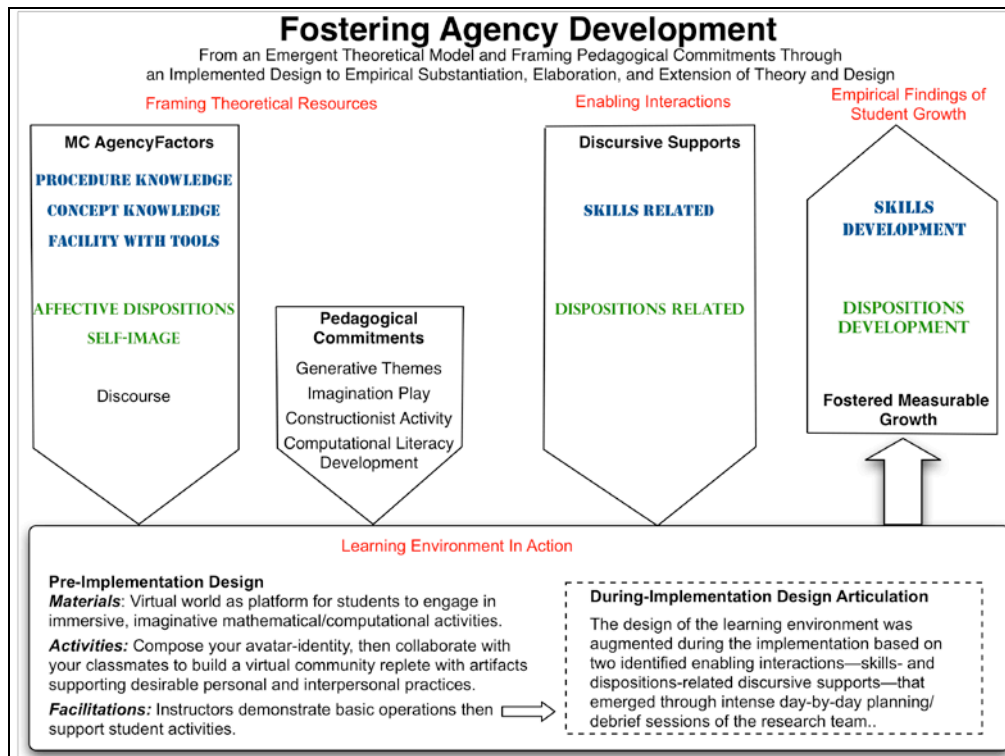 Fostering Agency Development
From an Emergent Theoretical Model and Framing Pedagogical Commitments Through
an Implemented Design to Empirical Substantiation, Elaboration, and Extension of Theory and Design
Framing Theoretical Resources
Enabling Interactions
Empirical Findings of
Student Growth
MC AgencyFactors
PROCEDURE KNOWLEDGE
CONCEPT KNOWLEDGE
FACILITY WITH TOOLS
AFFECTIVE DISPOSITIONS
SELF-IMAGE
Discourse
Pedagogical
Commitments
Generative Themes
Imagination Play
Constructionist Activity
Computational Literacy
Development
Discursive Supports
SKILLS RELATED
DISPOSITIONS RELATED
SKILLS
DEVELOPMENT
DISPOSITIONS
DEVELOPMENT
Fostered Measurable
Growth
Learning Environment In Action
Pre-Implementation Design
Materials: Virtual world as platform for students to engage in
immersive, imaginative mathematical/computational activities.
Activities: Compose your avatar-identity, then collaborate with
your classmates to build a virtual community replete with artifacts
supporting desirable personal and interpersonal practices.
Facilitations: Instructors demonstrate basic operations then
support student activities.
During-Implementation Design Articulation
The design of the learning environment was
augmented during the implementation based on
two identified enabling interactions—skills- and
dispositions-related discursive supports—that
emerged through intense day-by-day planning/
debrief sessions of the research team..